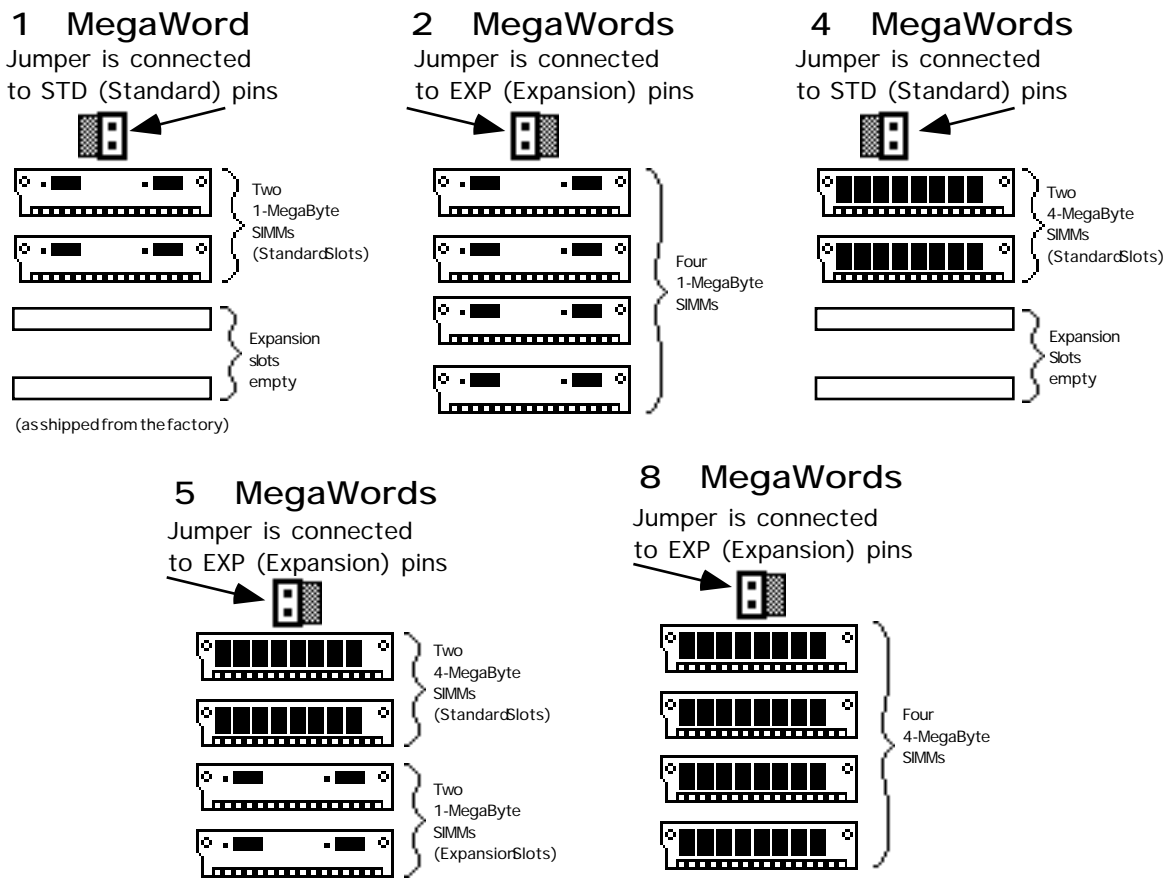 1 MegaWord
Jumper is connected
to STD (Standard) pins
Two
1-MegaByte
SIMMs
(StandardSlots)
Expansion
slots
empty
(as shipped from the factory)
2 MegaWords
Jumper is connected
to EXP (Expansion) pins
Four
1-MegaByte
SIMMs
4 MegaWords
Jumper is connected
to STD (Standard) pins
Two
4-MegaByte
SIMMs
(StandardSlots)
Expansion
Slots
empty
5 MegaWords
Jumper is connected
to EXP (Expansion) pins
Two
4-MegaByte
SIMMs
(StandardSlots)
Two
1-MegaByte
SIMMs
(ExpansionSlots)
8 MegaWords
Jumper is connected
to EXP (Expansion) pins
Four
4-MegaByte
SIMMs